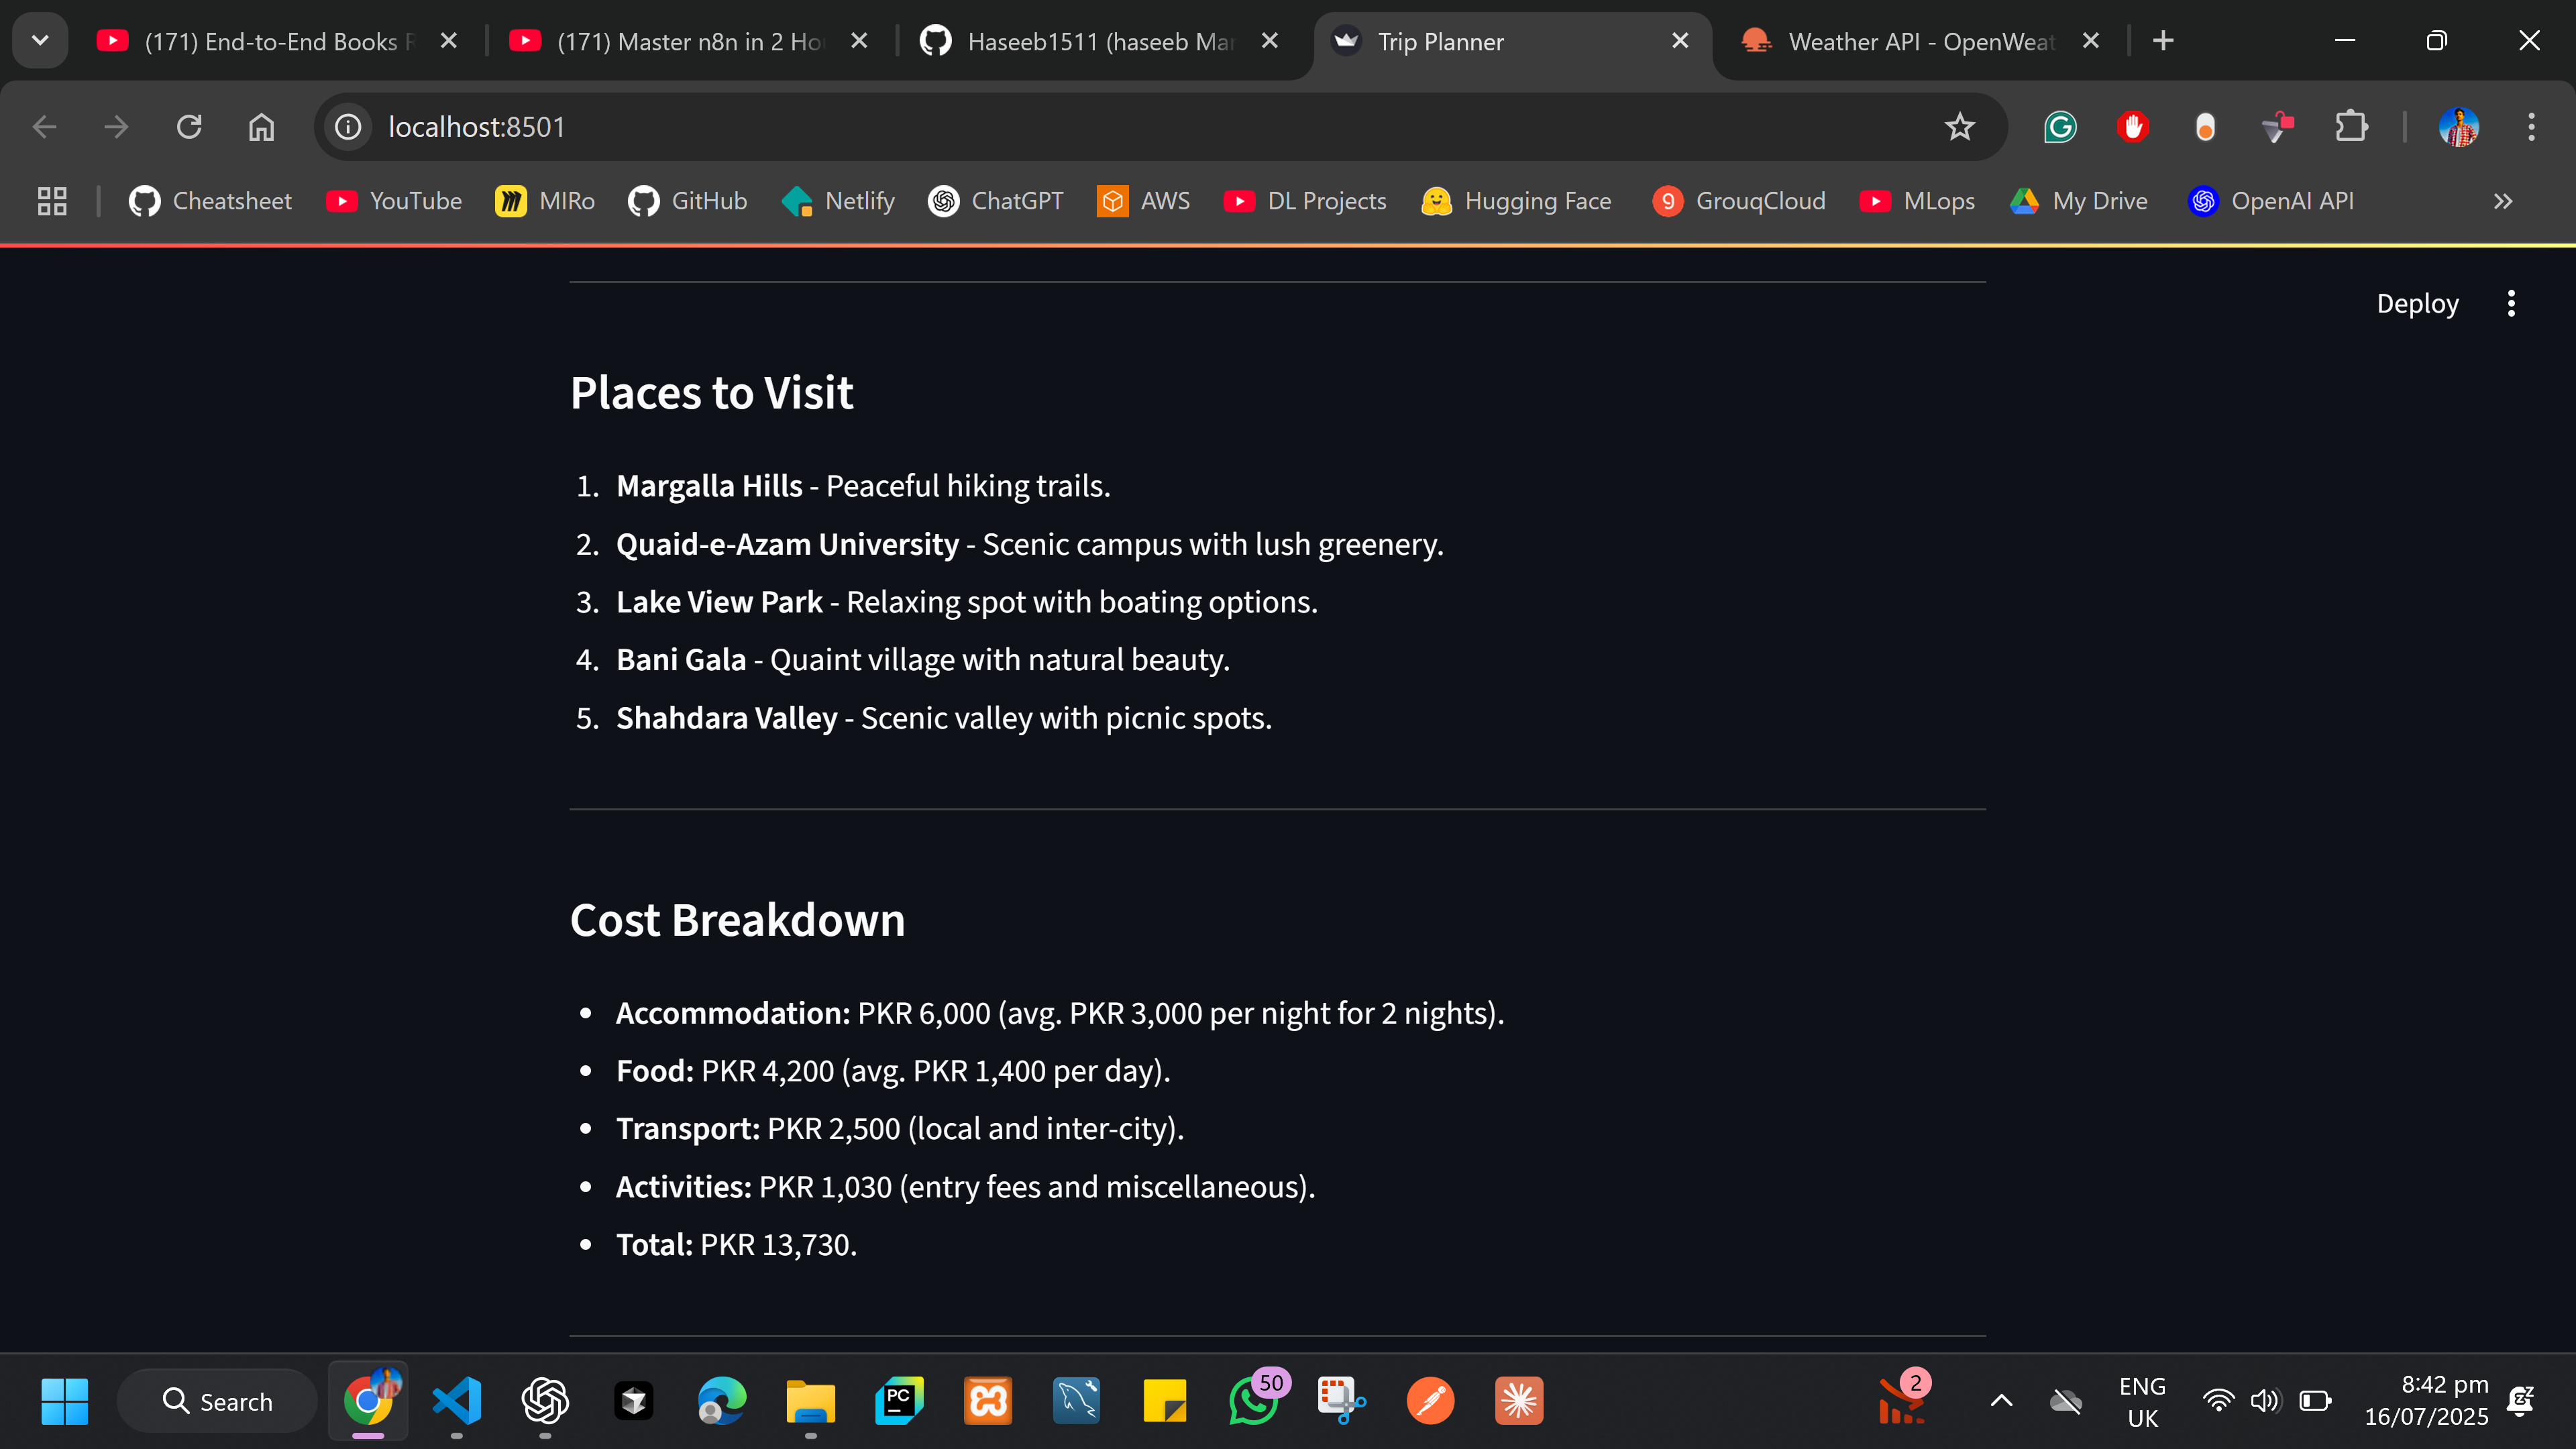 (171) End-to-End Books R
(171) Master n8n in 2 Hou
Haseeb1511 (haseeb Mar
Trip Planner
Weather API - OpenWeat
localhost:8501
Cheatsheet
YouTube
MIRo
GitHub
Netlify
ChatGPT
AWS
DL Projects
Hugging Face
9
GrouqCloud
MLops
My Drive
OpenAI API
Deploy
Places to Visit
1. Margalla Hills - Peaceful hiking trails.
2. Quaid-e-Azam University - Scenic campus with lush greenery.
3. Lake View Park - Relaxing spot with boating options.
4. Bani Gala - Quaint village with natural beauty.
5. Shahdara Valley - Scenic valley with picnic spots.
Cost Breakdown
• Accommodation: PKR 6,000 (avg. PKR 3,000 per night for 2 nights).
• Food: PKR 4,200 (avg. PKR 1,400 per day).
• Transport: PKR 2,500 (local and inter-city).
• Activities: PKR 1,030 (entry fees and miscellaneous).
• Total: PKR 13,730.
Search
PC
50
2
ENG
UK
8:42 pm
16/07/2025